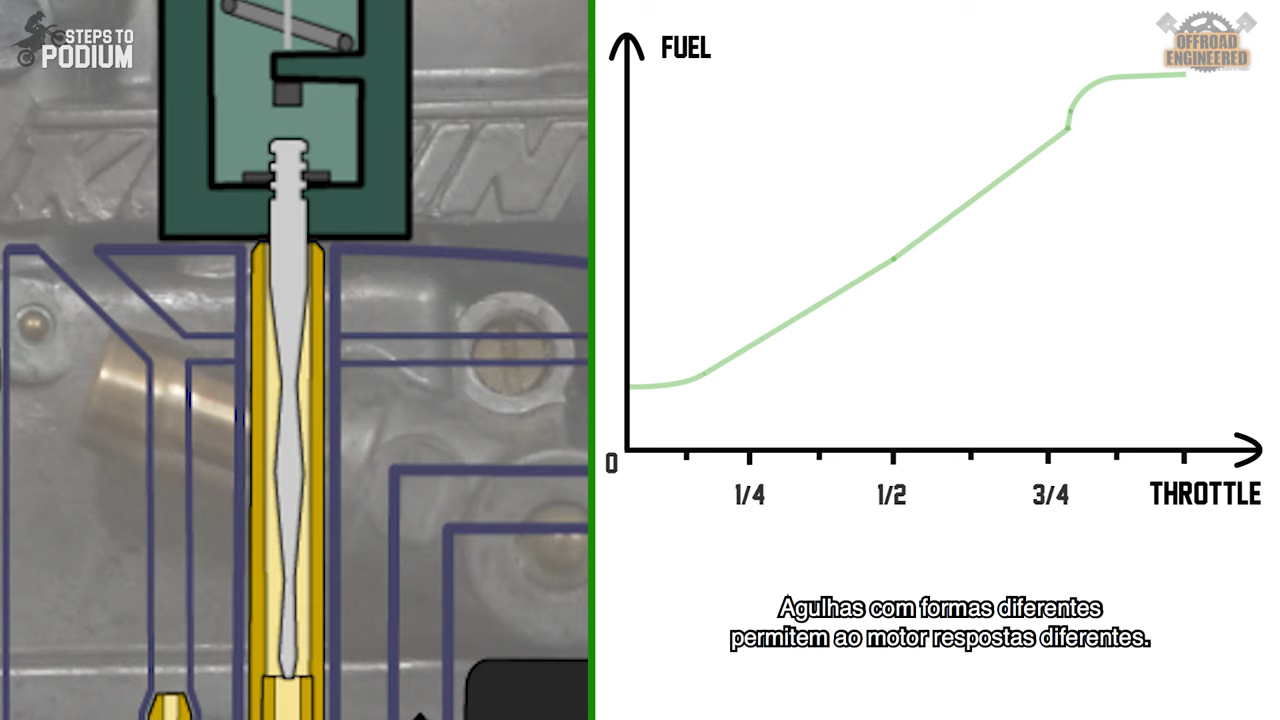 STEPS TO
PODIUM
FUEL
OFFROAD
ENGINEERED
0
1/4
1/2
3/4
THROTTLE
Agulhas com formas diferentes
permitem ao motor respostas diferentes.